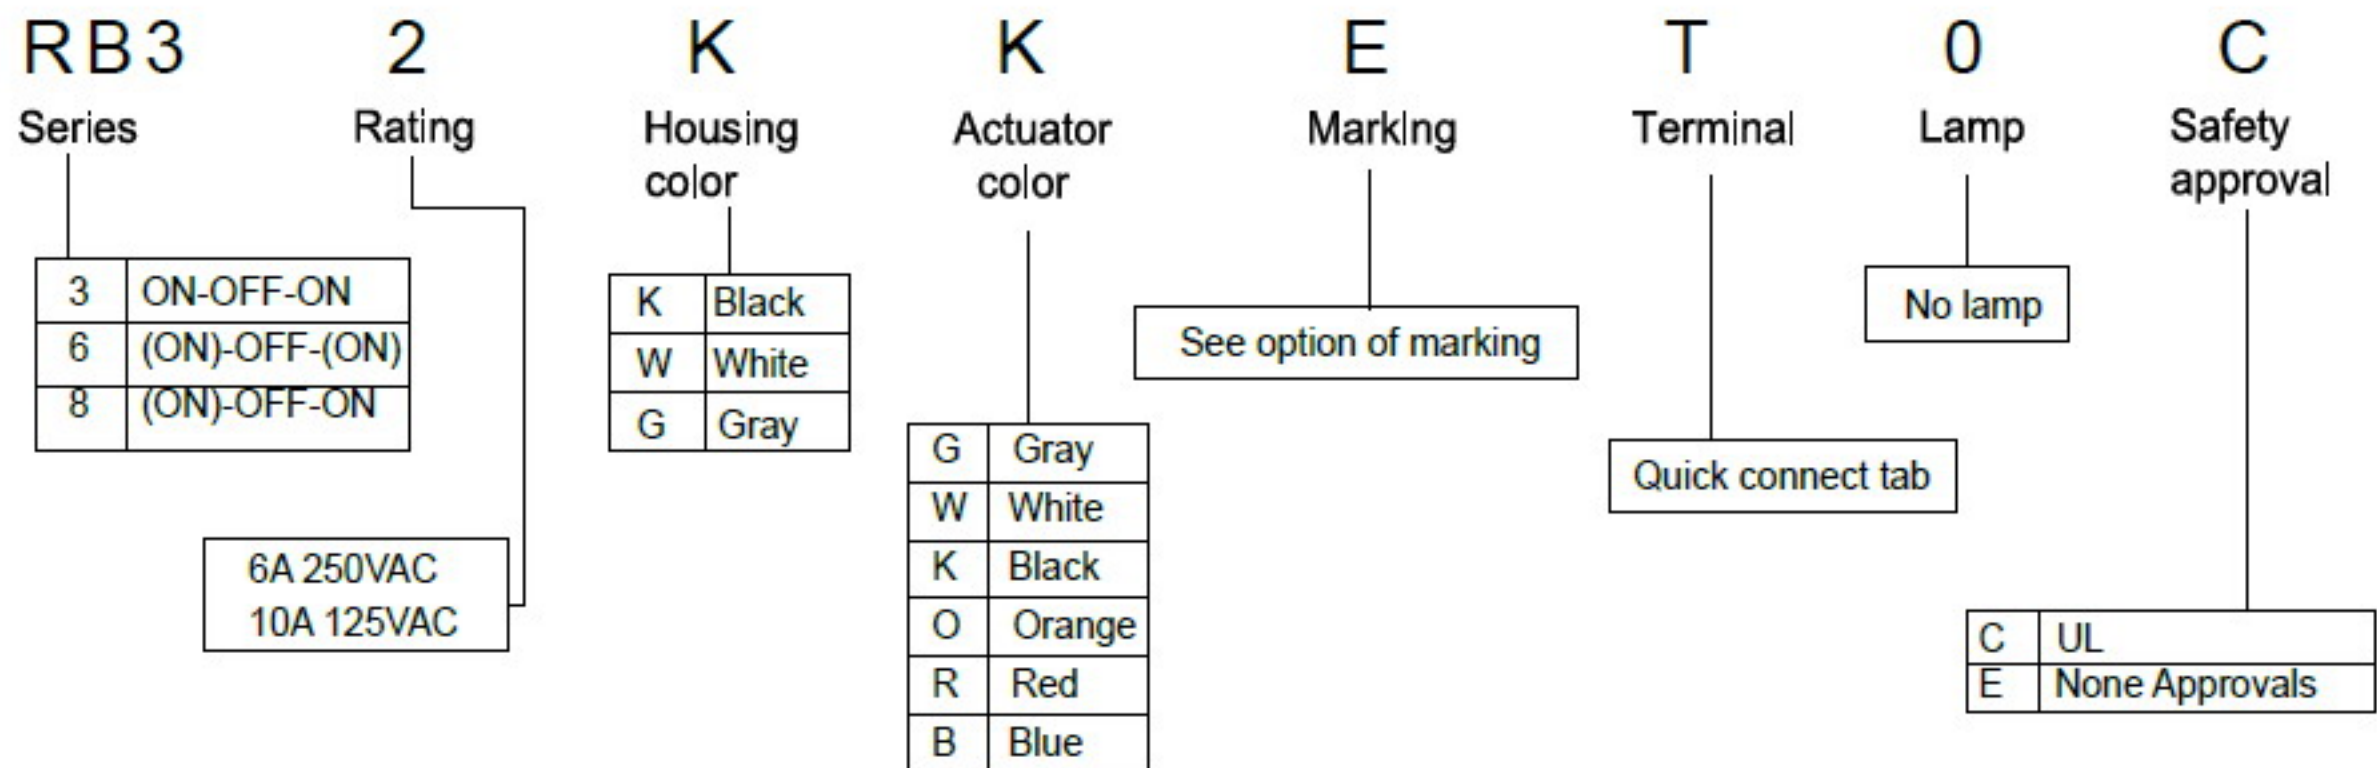 RB3 2 K K E T 0 C
Series Rating Housing color Actuator color Marking Terminal Lamp Safety approval
3 ON-OFF-ON
6 (ON)-OFF-(ON)
8 (ON)-OFF-ON
6A 250VAC
10A 125VAC
K Black
W White
G Gray
G Gray
W White
K Black
O Orange
R Red
B Blue
See option of marking
Quick connect tab
No lamp
C UL
E None Approvals